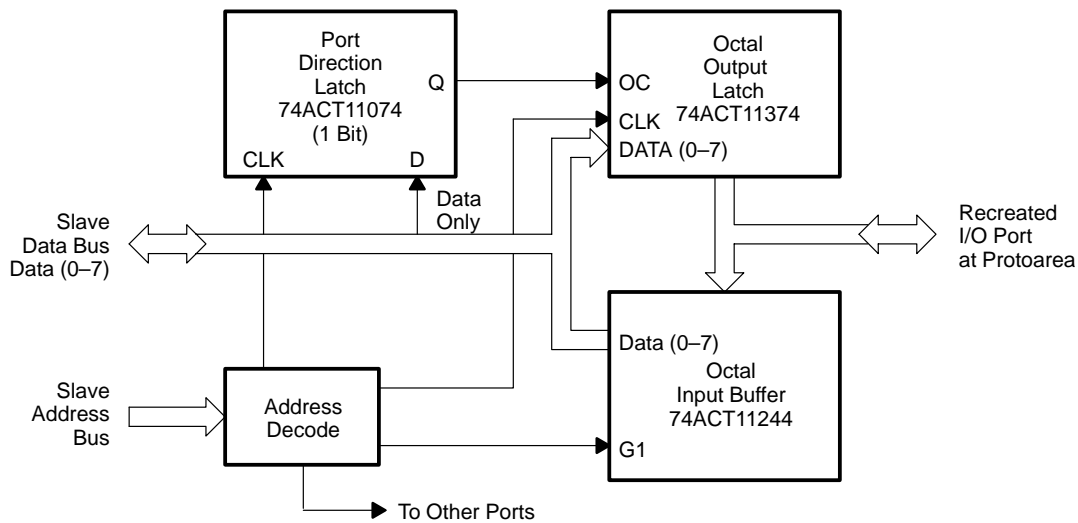 Port
Direction
Latch
74ACT11074
(1 Bit)
Q
CLK
D
Octal
Output
Latch
74ACT11374
OC
CLK
DATA (0–7)
Data
Only
Slave
Data Bus
Data (0–7)
Recreated
I/O Port
at Protoarea
Data (0–7)
Octal
Input Buffer
74ACT11244
G1
Slave
Address
Bus
Address
Decode
To Other Ports